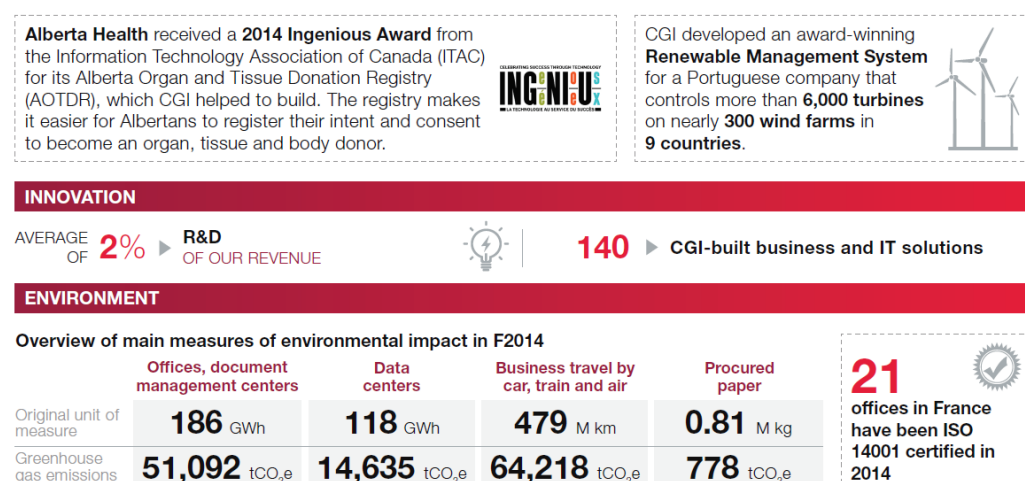 Alberta Health received a 2014 Ingenious Award from
the Information Technology Association of Canada (ITAC)
for its Alberta Organ and Tissue Donation Registry
(AOTDR), which CGI helped to build. The registry makes
it easier for Albertans to register their intent and consent
to become an organ, tissue and body donor.
CELEBRATING SUCCESS THROUGH TECHNOLOGY
INGENIOUS
LA TECHNOLOGIE AU SERVICE DU SUCCÈS
CGI developed an award-winning
Renewable Management System
for a Portuguese company that
controls more than 6,000 turbines
on nearly 300 wind farms in
9 countries.
INNOVATION
AVERAGE
OF 2% R&D
OF OUR REVENUE
140 CGI-built business and IT solutions
ENVIRONMENT
Overview of main measures of environmental impact in F2014
Offices, document
management centers
Data
centers
Business travel by
car, train and air
Procured
paper
Original unit of
measure
186 GWh
118 GWh
479 M km
0.81 M kg
Greenhouse
gas emissions
51,092 tCO₂e
14,635 tCO₂e
64,218 tCO₂e
778 tCO₂e
21
offices in France
have been ISO
14001 certified in
2014